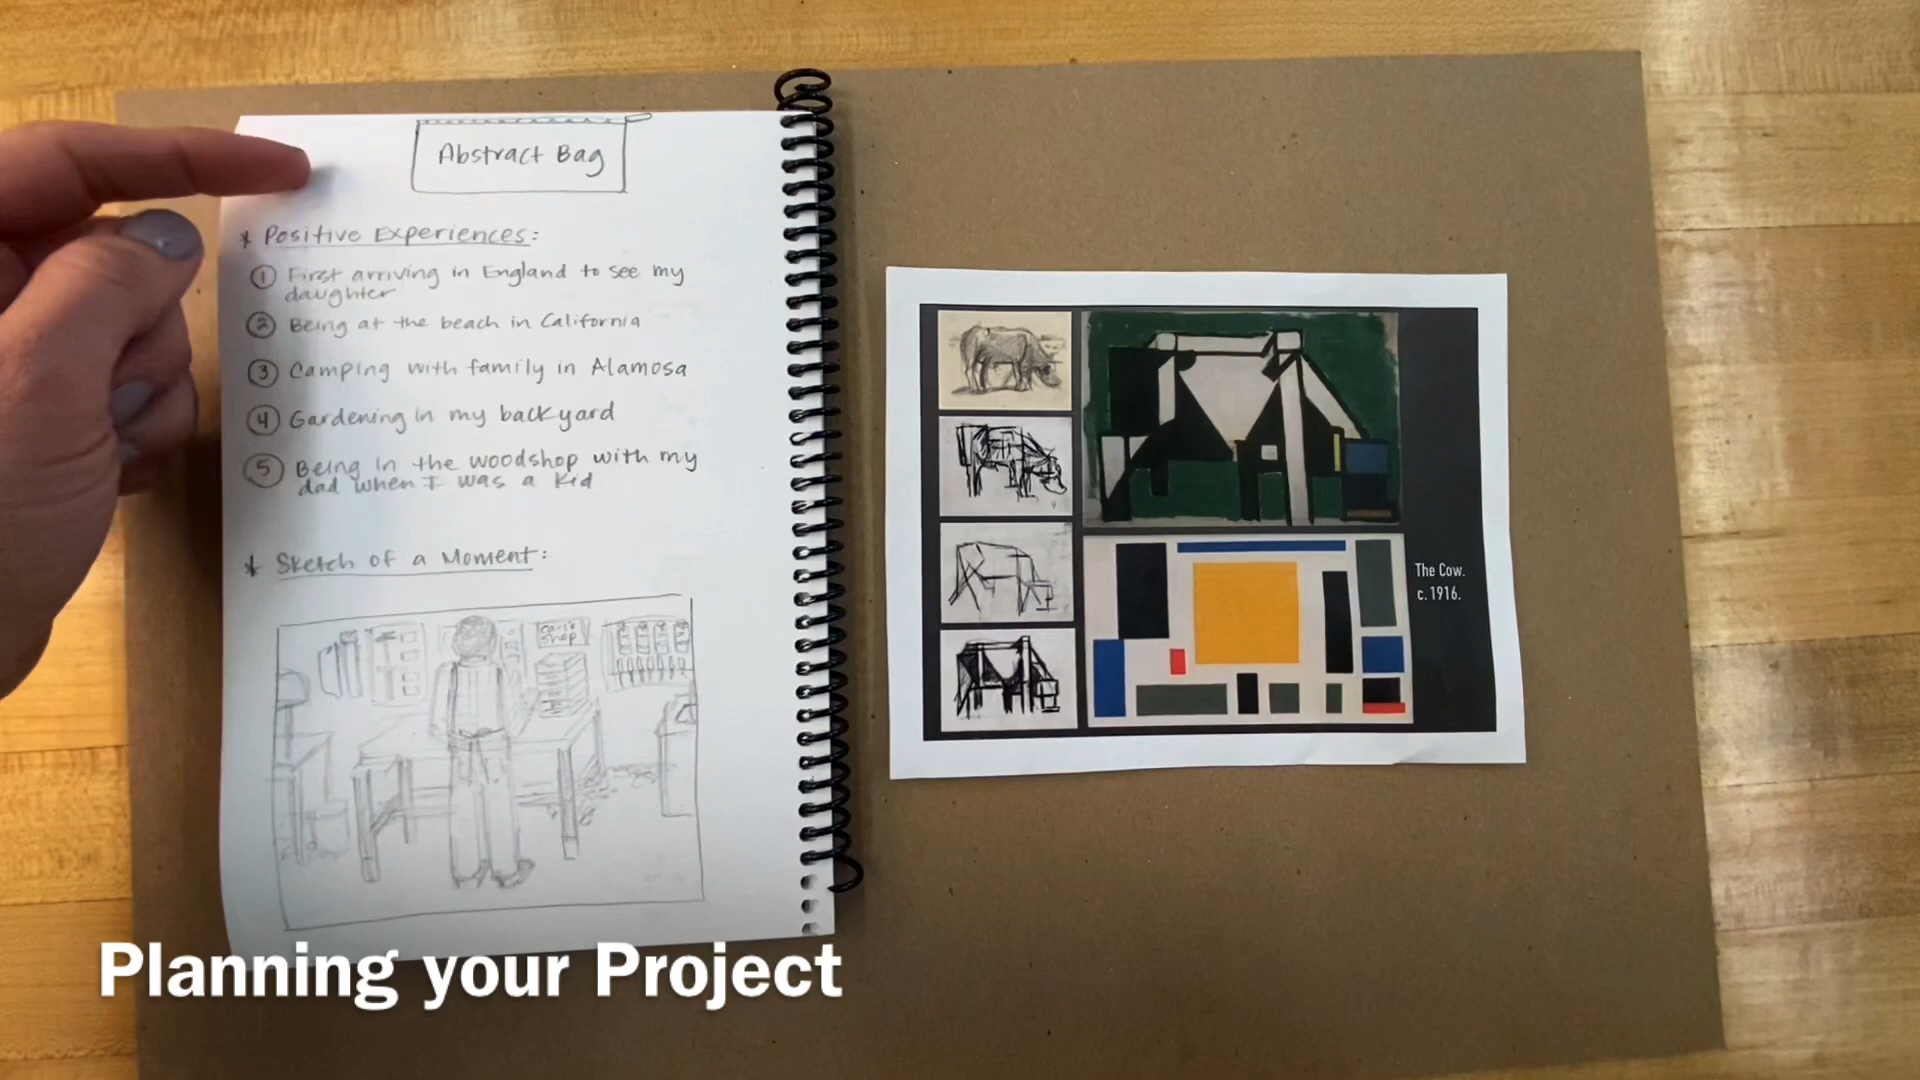 Abstract Bag
* Positive Experiences:
1 First arriving in England to see my
daughter
2 Being at the beach in California
3 Camping with family in Alamosa
4 Gardening in my backyard
5 Being in the woodshop with my
dad when I was a kid
* Sketch of a Moment:
The Cow.
c. 1916.
Planning your Project